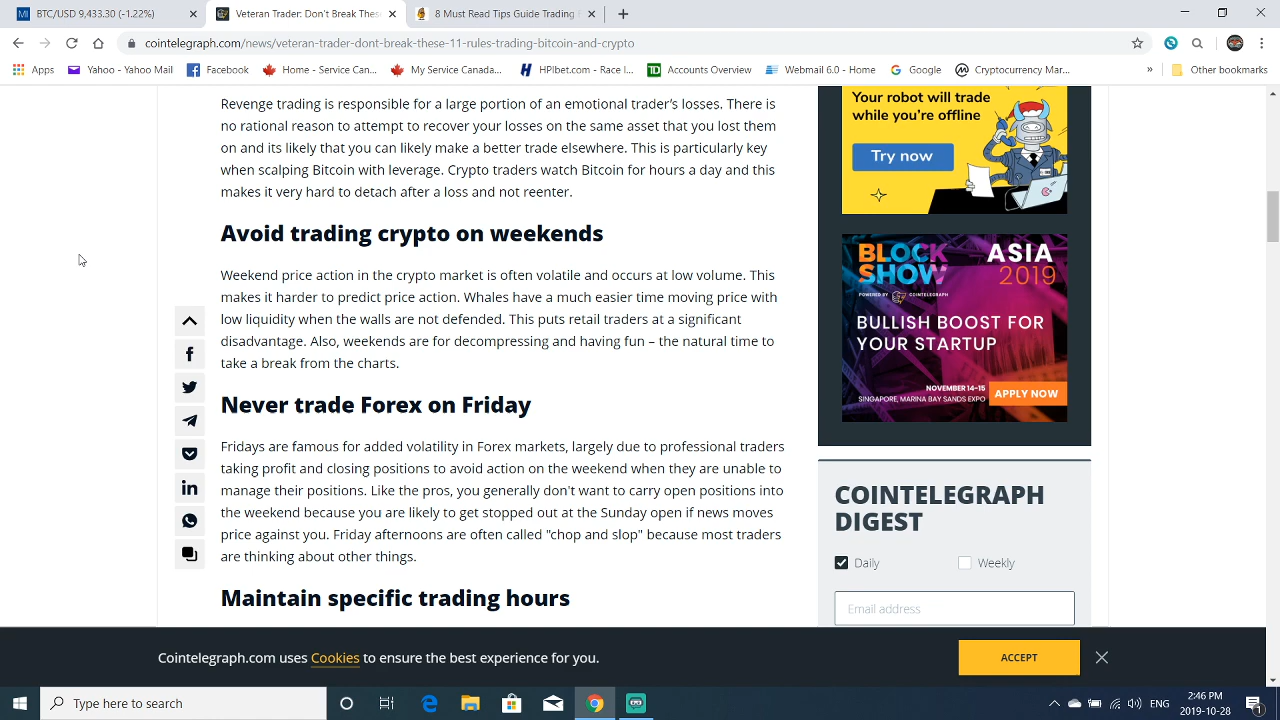 BTC/USD 9,433.30 (-1.22%)
Veteran Trader: Don't Break These
8 Must Read Tips Guide Trading
cointelegraph.com/news/veteran-trader-dont-break-these-11-rules-trading-bitcoin-and-crypto
Apps
Yahoo - Yahoo Mail
Facebook
Home - Service Can...
My Service Canada...
HPIbet.com - Race I...
Accounts Overview
Webmail 6.0 - Home
Google
Cryptocurrency Mar...
»
Other bookmarks
Revenge trading is responsible for a large portion of an emotional trader's losses. There is
no rational reason to attempt to recover your losses on the same asset that you lost them
on and its likely that you can likely make a better trade elsewhere. This is particularly key
when scalping Bitcoin with leverage. Crypto traders watch Bitcoin for hours a day and this
makes it very hard to detach after a loss and not reenter.
Avoid trading crypto on weekends
Weekend price action in the crypto market is often volatile and occurs at low volume. This
makes it harder to predict price action. Whales have a much easier time moving price with
low liquidity when the walls are not defended. This puts retail traders at a significant
disadvantage. Also, weekends are for decompressing and having fun – the natural time to
take a break from the charts.
Never trade Forex on Friday
Fridays are famous for added volatility in Forex markets, largely due to professional traders
taking profit and closing positions to avoid action on the weekend when they are unable to
manage their positions. Like the pros, you generally don't want to carry open positions into
the weekend because you are likely to get stopped out at the Sunday open if news moves
price against you. Friday afternoons are often called "chop and slop" because most traders
are thinking about other things.
Maintain specific trading hours
Your robot will trade
while you're offline
Try now
BLOCK
SHOW
POWERED BY COINTELEGRAPH
ASIA
2019
BULLISH BOOST FOR
YOUR STARTUP
NOVEMBER 14-15
SINGAPORE, MARINA BAY SANDS EXPO
APPLY NOW
COINTELEGRAPH
DIGEST
Daily
Weekly
Email address
Cointelegraph.com uses Cookies to ensure the best experience for you.
ACCEPT
Type here to search
ENG
2:46 PM
2019-10-28